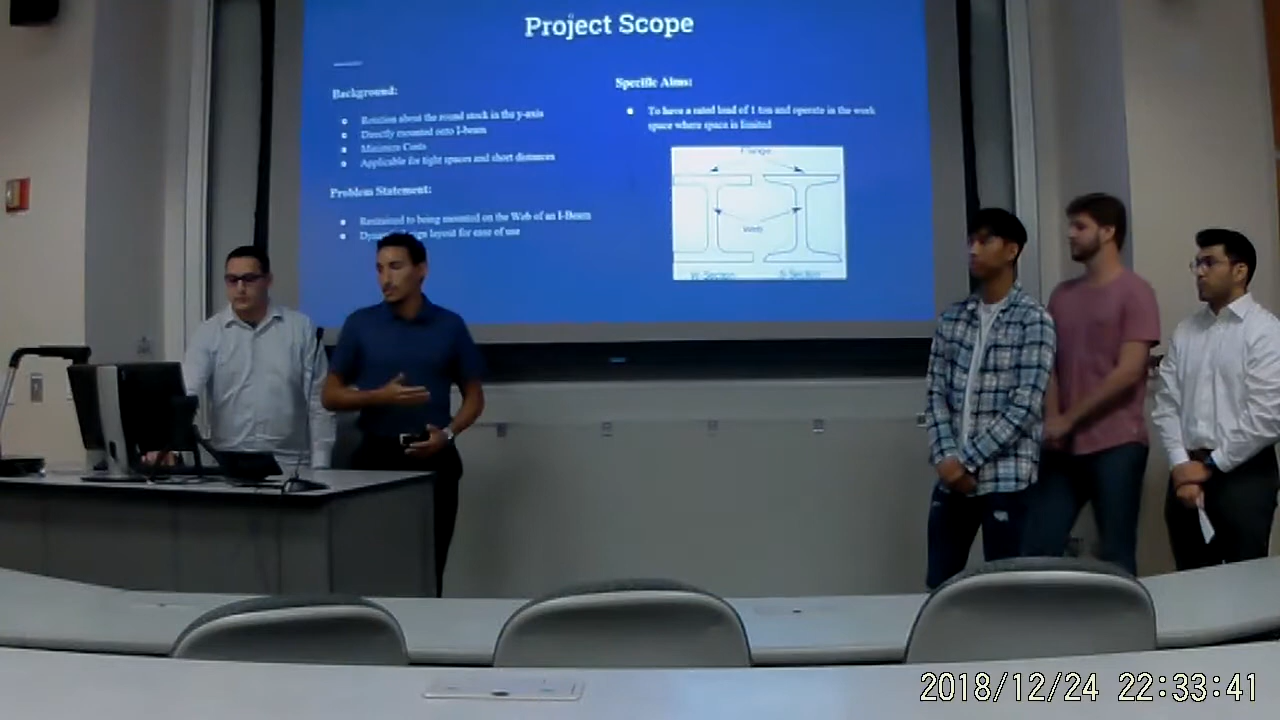 Project Scope
Background:
Rotation about the round stock in the y-axis
Directly mounted onto I-beam
Minimize Costs
Applicable for tight spaces and short distances
Problem Statement:
Restrained to being mounted on the Web of an I-Beam
layout for ease of use
Specific Aims:
To have a rated load of 1 ton and operate in the work
space where space is limited
Flange
Web
W-Section S-Section
2018/12/24 22:33:41